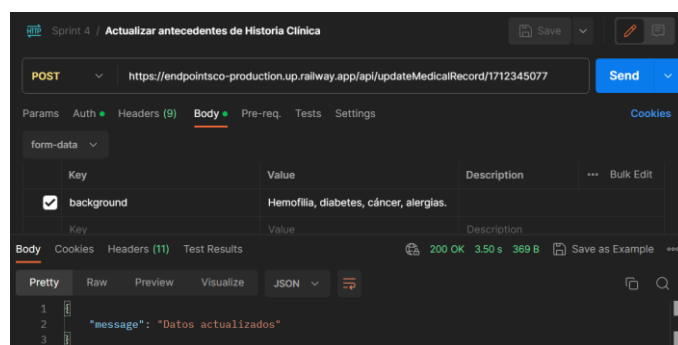 HTTP Sprint 4 / Actualizar antecedentes de Historia Clínica Save
POST https://endpointsco-production.up.railway.app/api/updateMedicalRecord/1712345077 Send
Params Auth Headers (9) Body Pre-req. Tests Settings Cookies
form-data
Key Value Description Bulk Edit
background Hemofilia, diabetes, cáncer, alergias.
Key Value Description
Body Cookies Headers (11) Test Results 200 OK 3.50 s 369 B Save as Example
Pretty Raw Preview Visualize JSON
1 {
2 "message": "Datos actualizados"
3 }